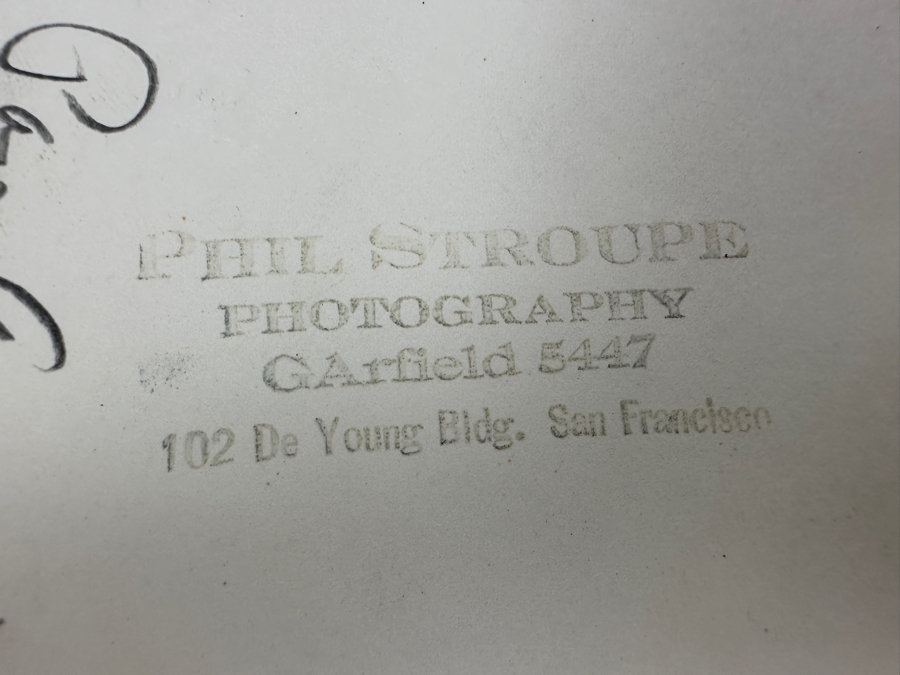 PHIL STROUPE
PHOTOGRAPHY
GArfield 5447
102 De Young Bldg. San Francisco